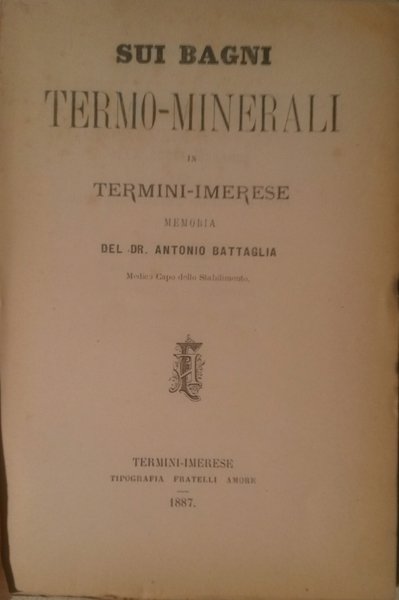 SUI BAGNI
TERMO-MINERALI
IN
TERMINI-IMERESE
MEMORIA
DEL DR. ANTONIO BATTAGLIA
Medico Capo dello Stabilimento.
TERMINI-IMERESE
TIPOGRAFIA FRATELLI AMORE
1887.